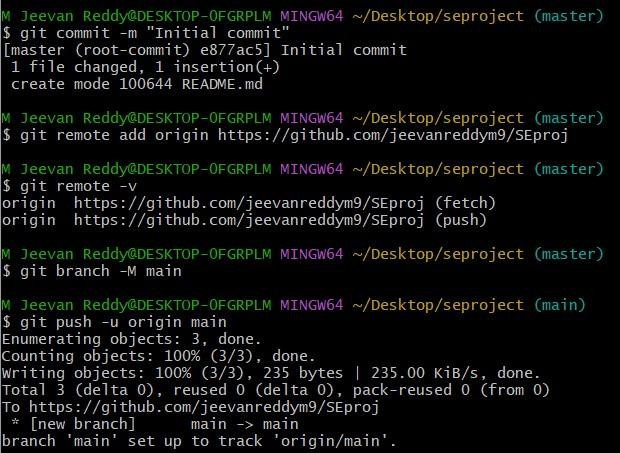 M Jeevan Reddy@DESKTOP-OFGRPLM MINGW64 ~/Desktop/seproject (master)
$ git commit -m "Initial commit"
[master (root-commit) e877ac5] Initial commit
 1 file changed, 1 insertion(+)
 create mode 100644 README.md

M Jeevan Reddy@DESKTOP-OFGRPLM MINGW64 ~/Desktop/seproject (master)
$ git remote add origin https://github.com/jeevanreddym9/SEproj

M Jeevan Reddy@DESKTOP-OFGRPLM MINGW64 ~/Desktop/seproject (master)
$ git remote -v
origin  https://github.com/jeevanreddym9/SEproj (fetch)
origin  https://github.com/jeevanreddym9/SEproj (push)

M Jeevan Reddy@DESKTOP-OFGRPLM MINGW64 ~/Desktop/seproject (master)
$ git branch -M main

M Jeevan Reddy@DESKTOP-OFGRPLM MINGW64 ~/Desktop/seproject (main)
$ git push -u origin main
Enumerating objects: 3, done.
Counting objects: 100% (3/3), done.
Writing objects: 100% (3/3), 235 bytes | 235.00 KiB/s, done.
Total 3 (delta 0), reused 0 (delta 0), pack-reused 0 (from 0)
To https://github.com/jeevanreddym9/SEproj
 * [new branch]      main -> main
branch 'main' set up to track 'origin/main'.